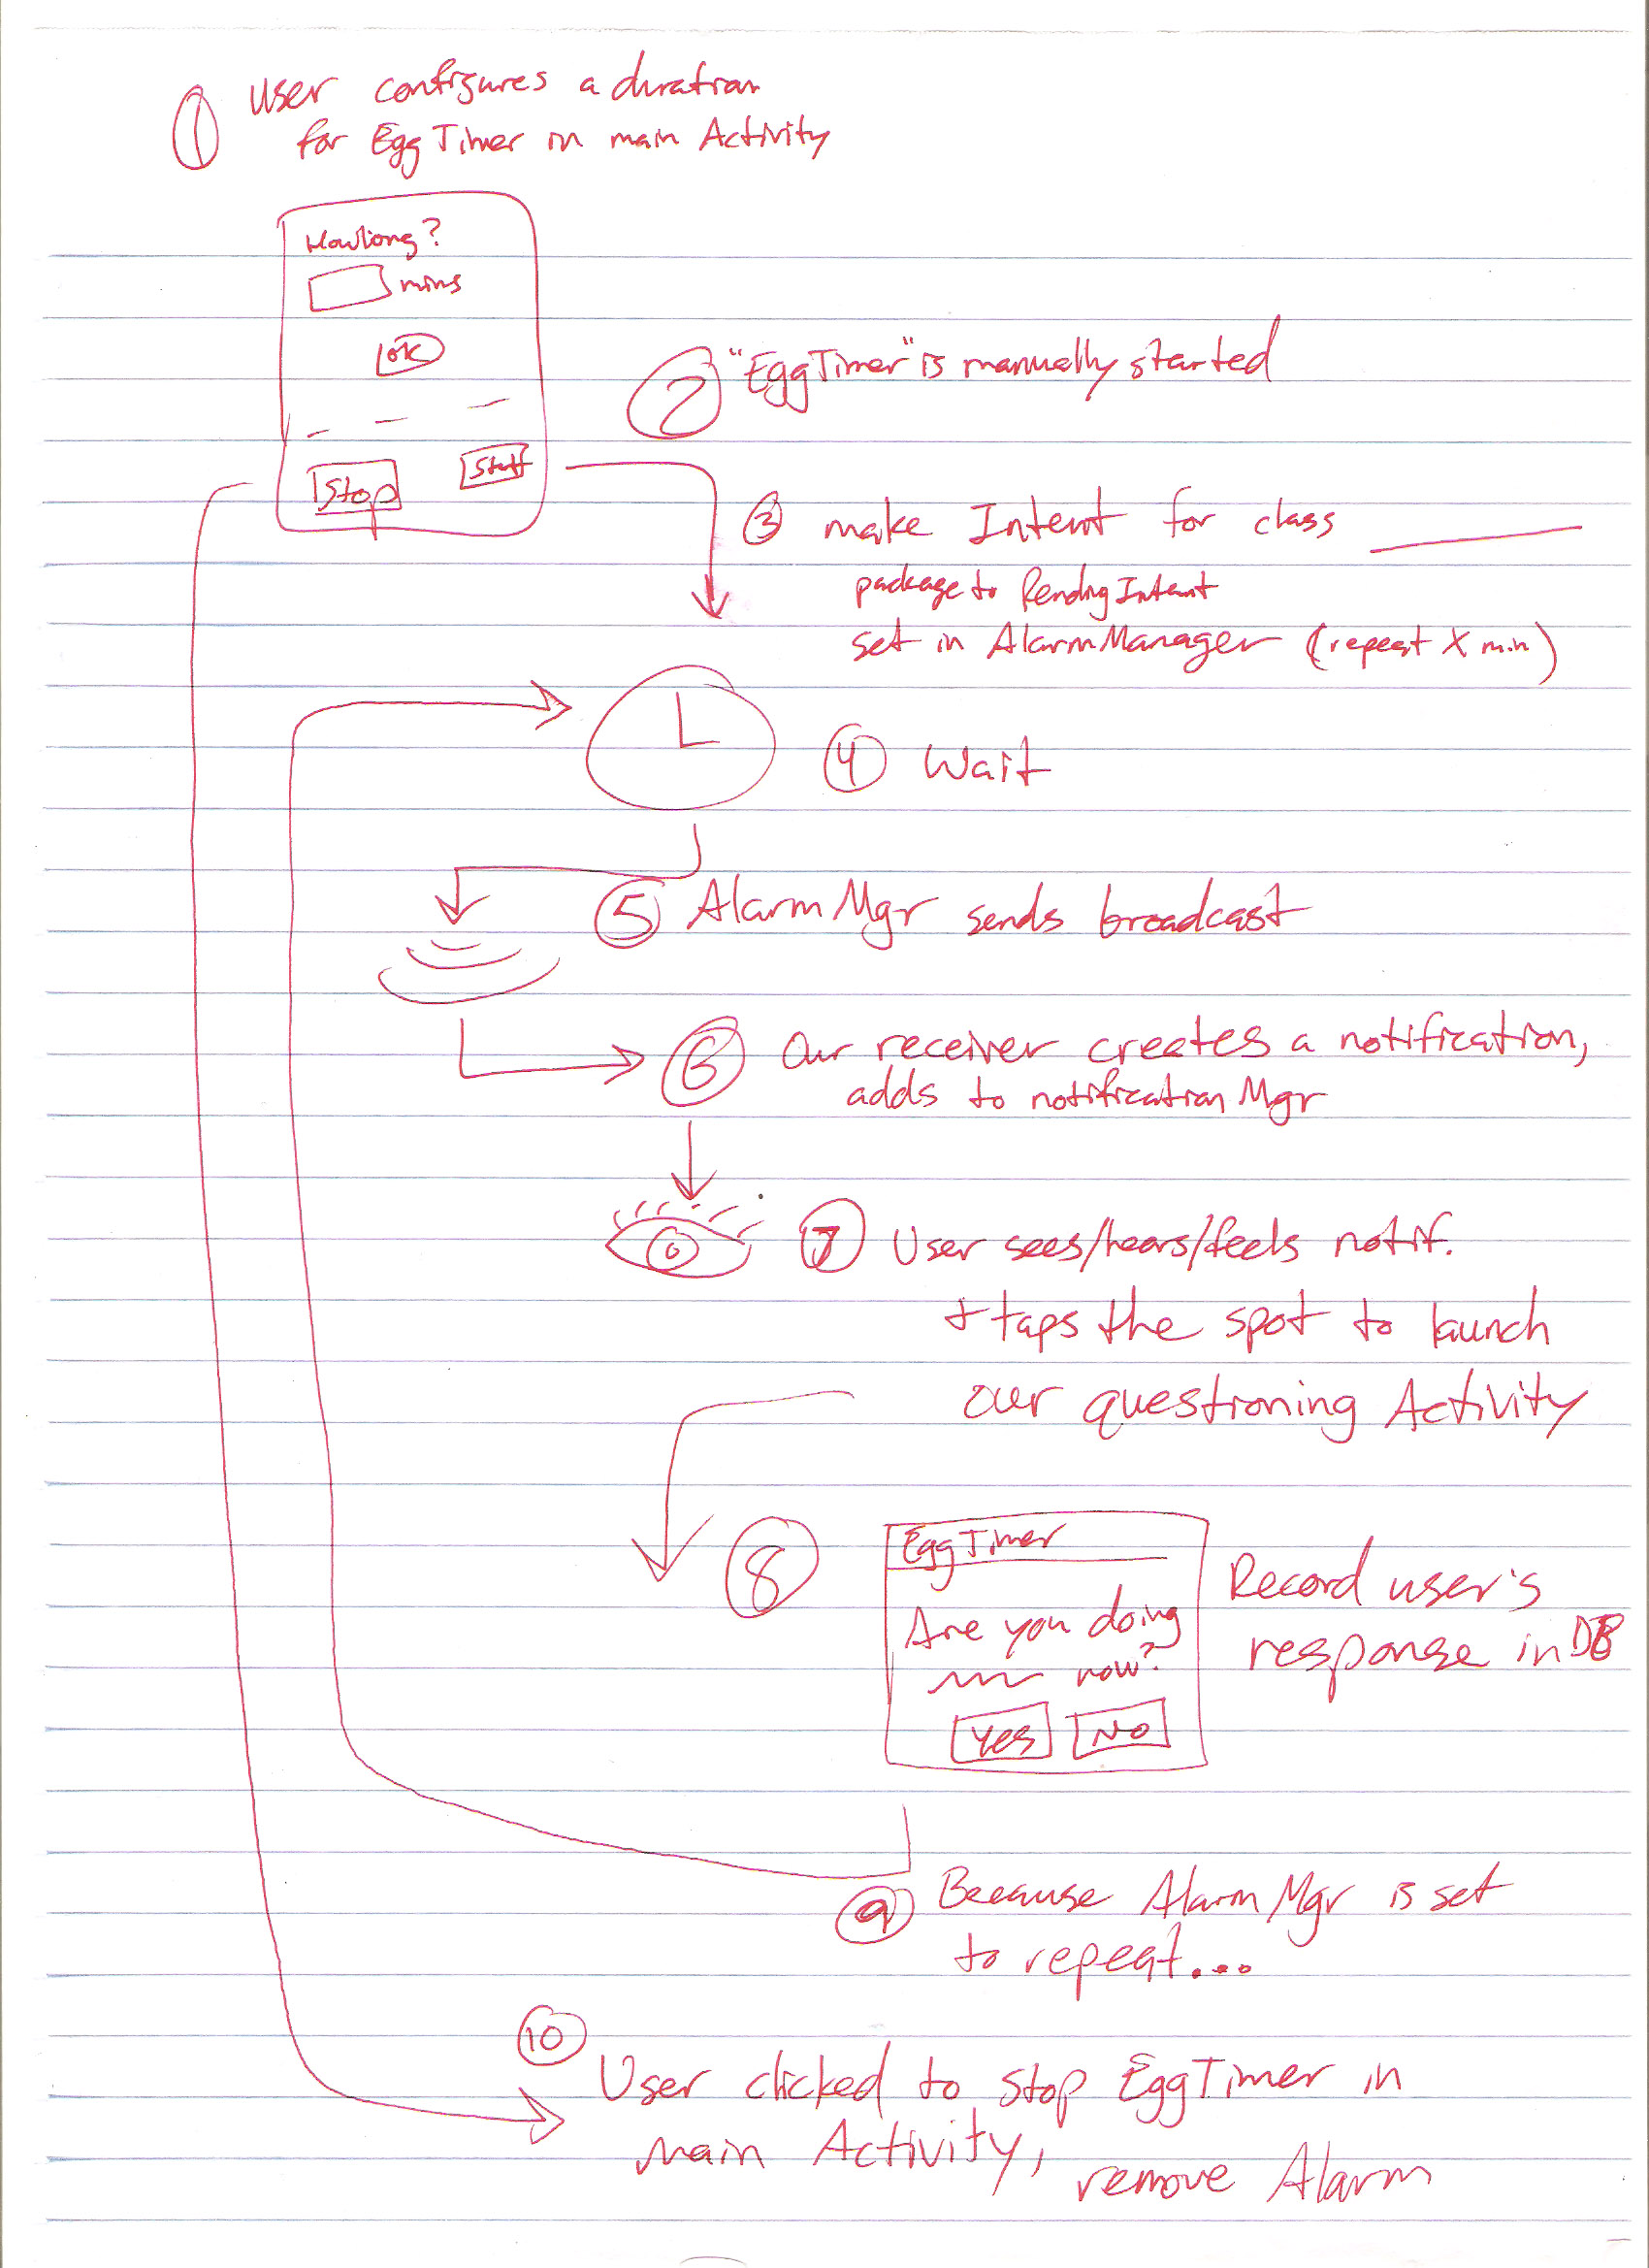 ① User configures a duration
for EggTimer in main Activity
How long?
mins
OK
Stop
Start
② "EggTimer" is manually started
③ make Intent for class
package to PendingIntent
set in AlarmManager (repeat X min)
④ Wait
⑤ AlarmMgr sends broadcast
⑥ Our receiver creates a notification,
adds to notificationMgr
⑦ User sees/hears/feels notif.
+ taps the spot to launch
our questioning Activity
⑧
EggTimer
Are you doing
now?
Yes No
Record user's
response in DB
⑨ Because AlarmMgr is set
to repeat...
⑩
User clicked to stop EggTimer in
main Activity, remove Alarm